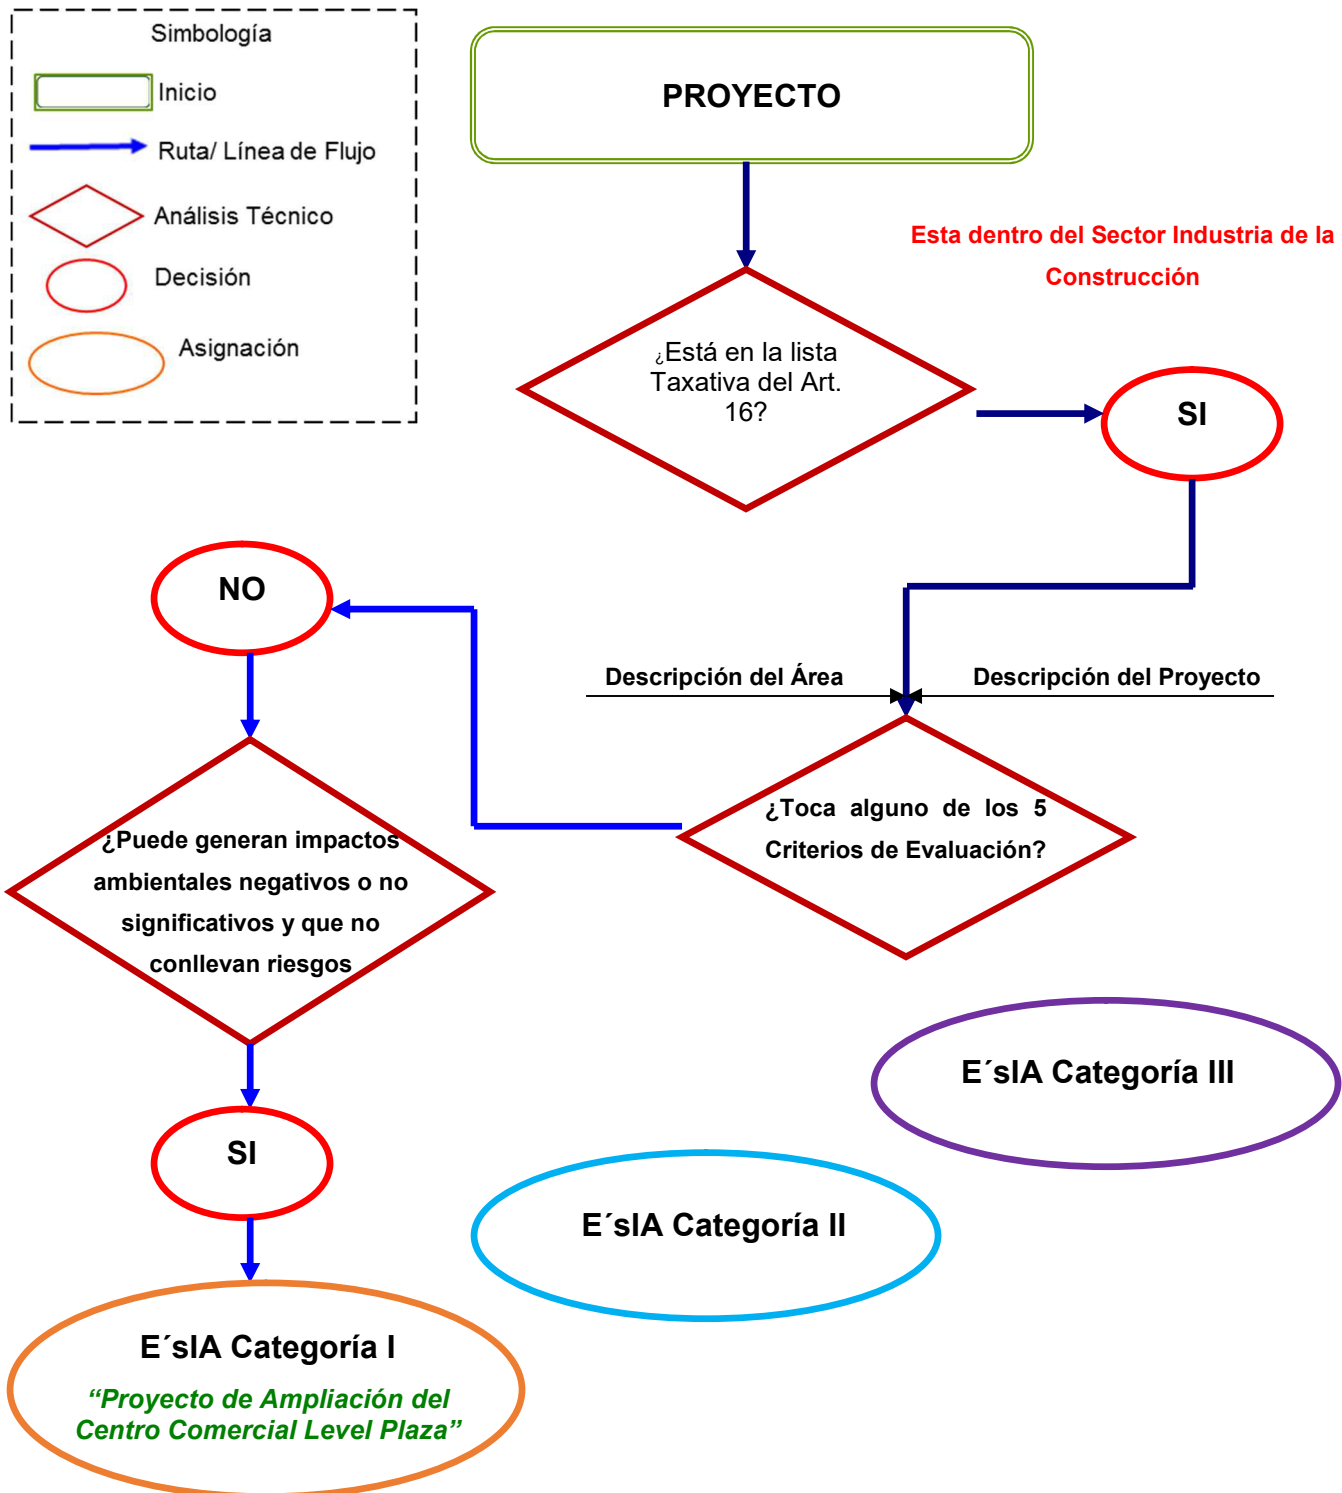 Simbología
Inicio
Ruta/ Línea de Flujo
Análisis Técnico
Decisión
Asignación
PROYECTO
Esta dentro del Sector Industria de la
Construcción
¿Está en la lista
Taxativa del Art.
16?
SI
NO
Descripción del Área
Descripción del Proyecto
¿Toca alguno de los 5
Criterios de Evaluación?
¿Puede generan impactos
ambientales negativos o no
significativos y que no
conllevan riesgos
E´sIA Categoría III
SI
E´sIA Categoría II
E´sIA Categoría I
“Proyecto de Ampliación del
Centro Comercial Level Plaza”